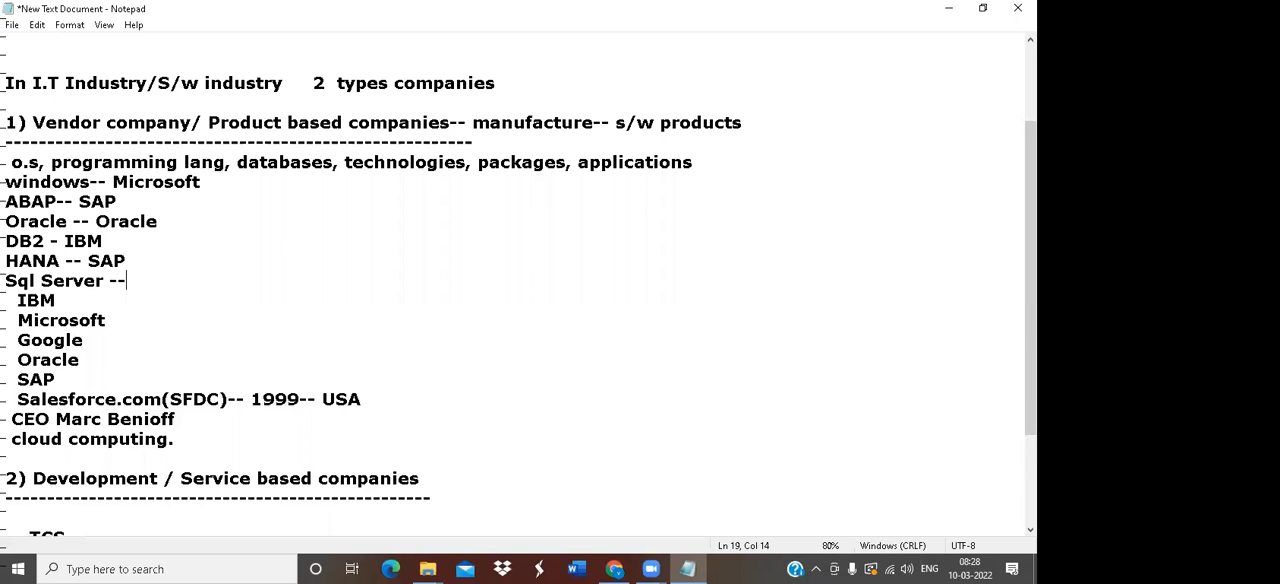 *New Text Document - Notepad
File Edit Format View Help
In I.T Industry/S/w industry 2 types companies
1) Vendor company/ Product based companies-- manufacture-- s/w products
---------------------------------------------------------
o.s, programming lang, databases, technologies, packages, applications
windows-- Microsoft
ABAP-- SAP
Oracle -- Oracle
DB2 - IBM
HANA -- SAP
Sql Server --
IBM
Microsoft
Google
Oracle
SAP
Salesforce.com(SFDC)-- 1999-- USA
CEO Marc Benioff
cloud computing.
2) Development / Service based companies
----------------------------------------------------
TCS
Ln 19, Col 14 80% Windows (CRLF) UTF-8
Type here to search
ENG
08:28
10-03-2022